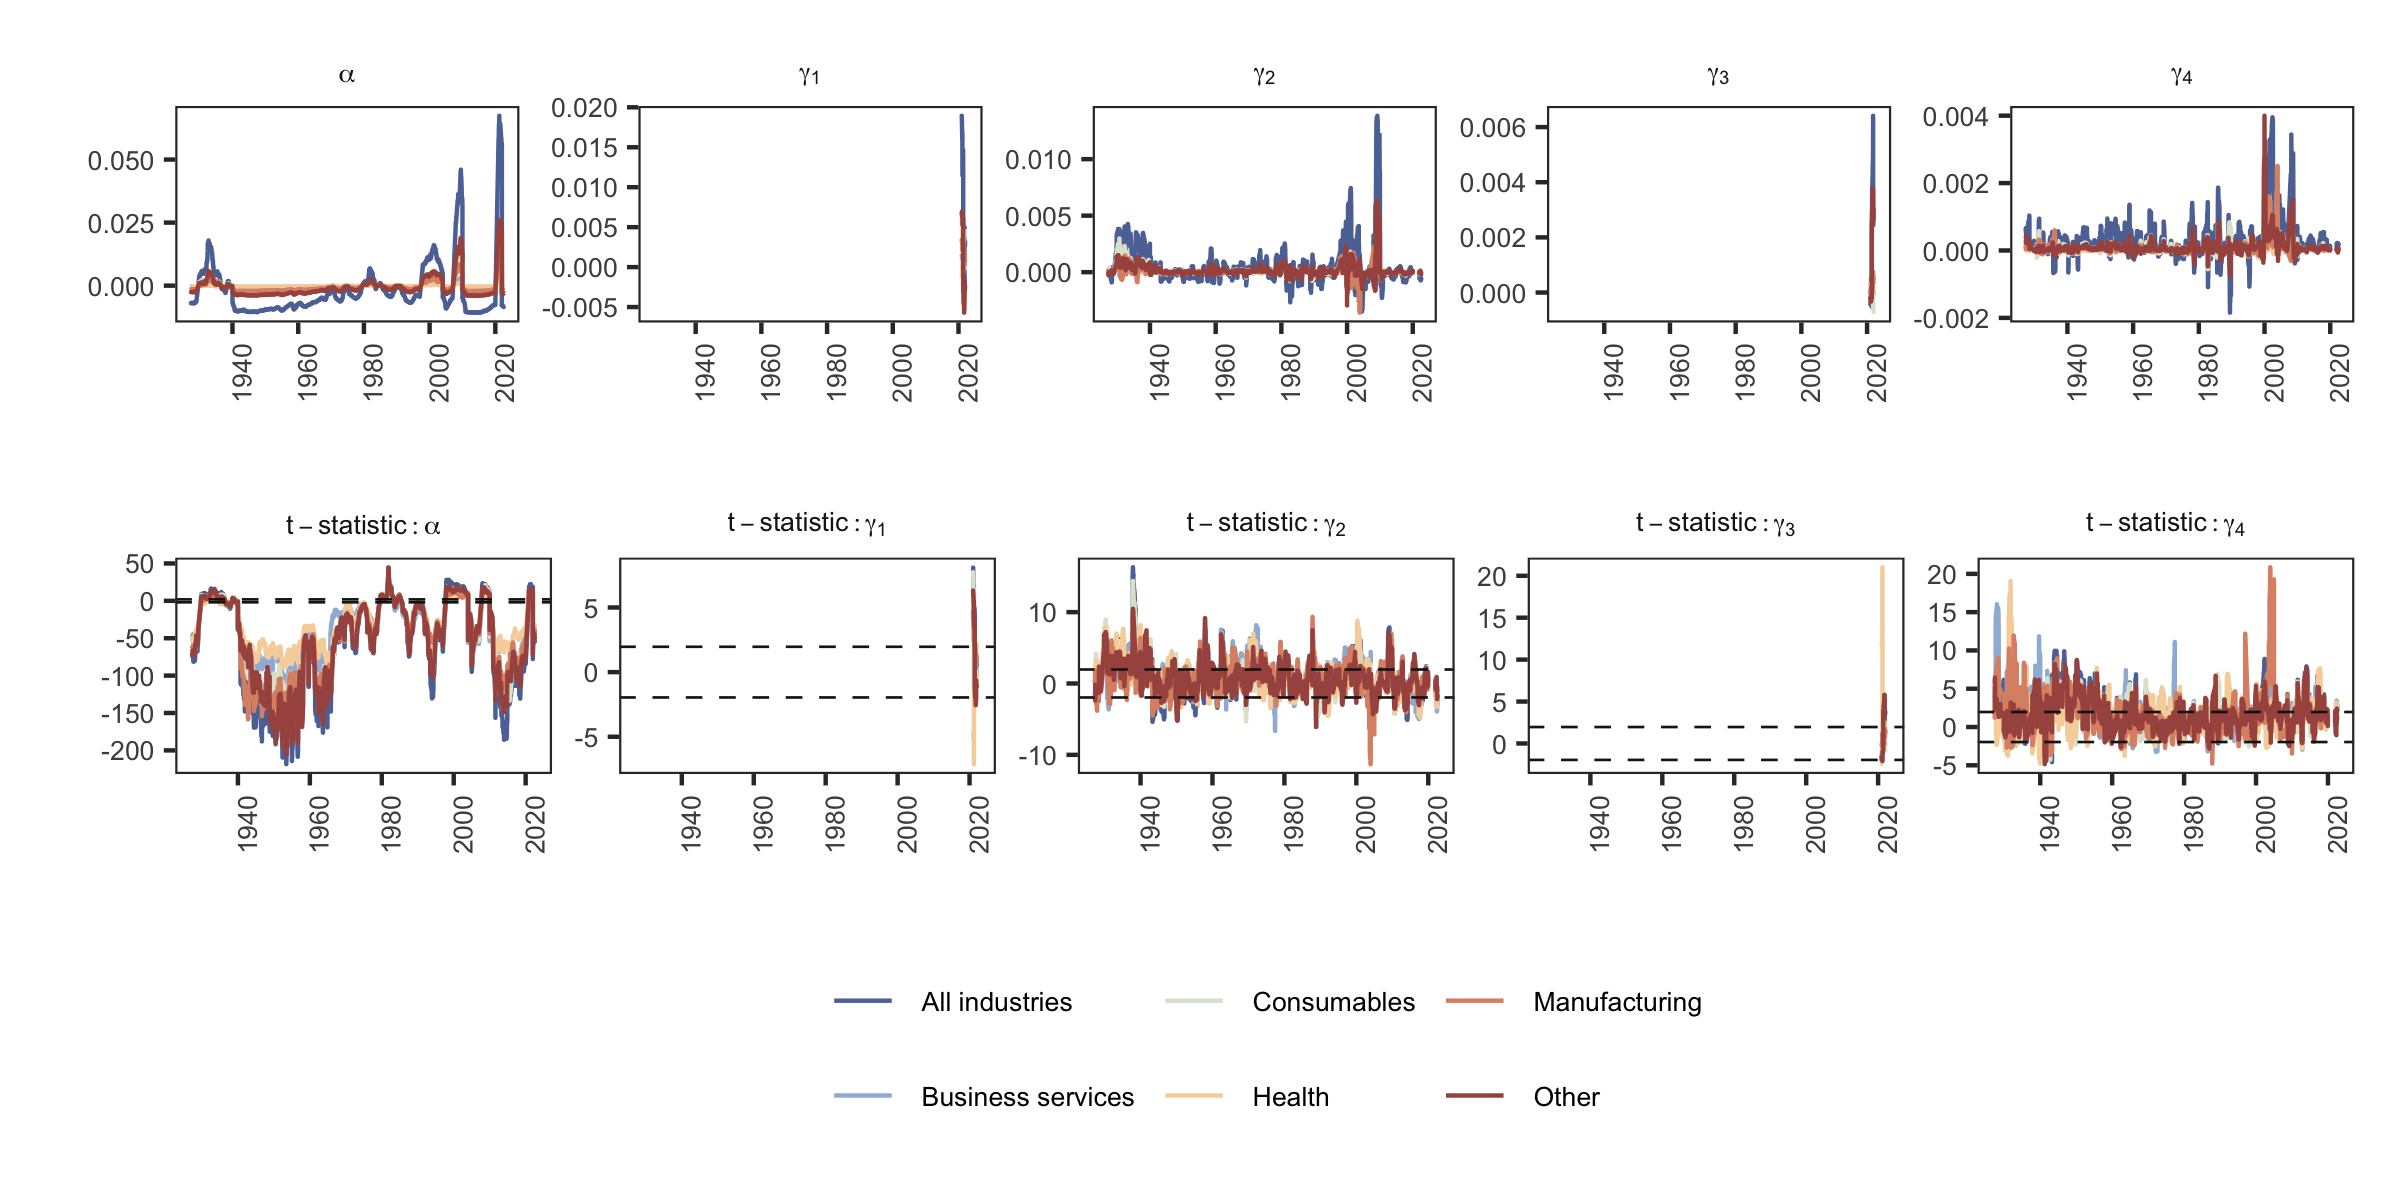 α
γ1
γ2
γ3
γ4
0.050
0.025
0.000
0.020
0.015
0.010
0.005
0.000
-0.005
0.010
0.005
0.000
0.006
0.004
0.002
0.000
0.004
0.002
0.000
-0.002
1940 1960 1980 2000 2020
1940 1960 1980 2000 2020
1940 1960 1980 2000 2020
1940 1960 1980 2000 2020
1940 1960 1980 2000 2020
t – statistic : α
t – statistic : γ1
t – statistic : γ2
t – statistic : γ3
t – statistic : γ4
50
0
-50
-100
-150
-200
5
0
-5
10
0
-10
20
15
10
5
0
20
15
10
5
0
-5
1940 1960 1980 2000 2020
1940 1960 1980 2000 2020
1940 1960 1980 2000 2020
1940 1960 1980 2000 2020
1940 1960 1980 2000 2020
All industries
Consumables
Manufacturing
Business services
Health
Other